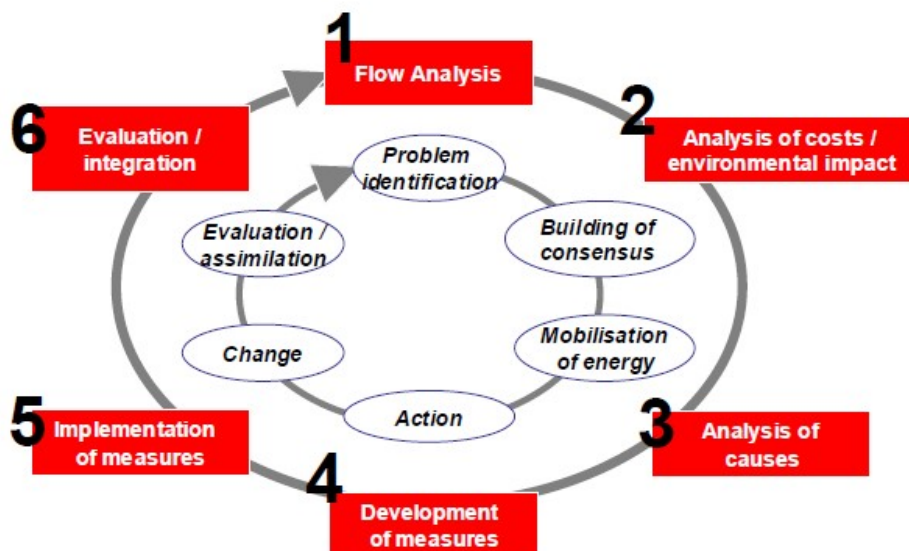 1
Flow Analysis
2
Analysis of costs /
environmental impact
3
Analysis of
causes
4
Development
of measures
5
Implementation
of measures
6
Evaluation /
integration
Problem
identification
Building of
consensus
Mobilisation
of energy
Action
Change
Evaluation /
assimilation